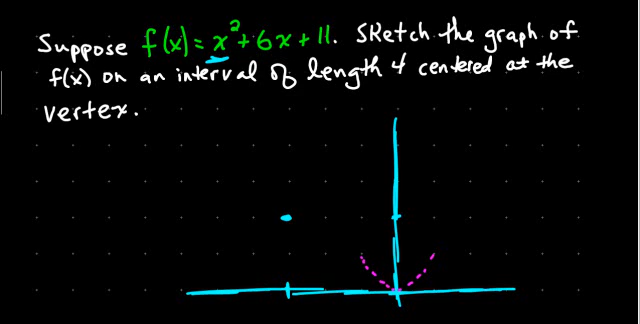 Suppose f(x) = x² + 6x + 11. Sketch the graph of
f(x) on an interval of length 4 centered at the
vertex.